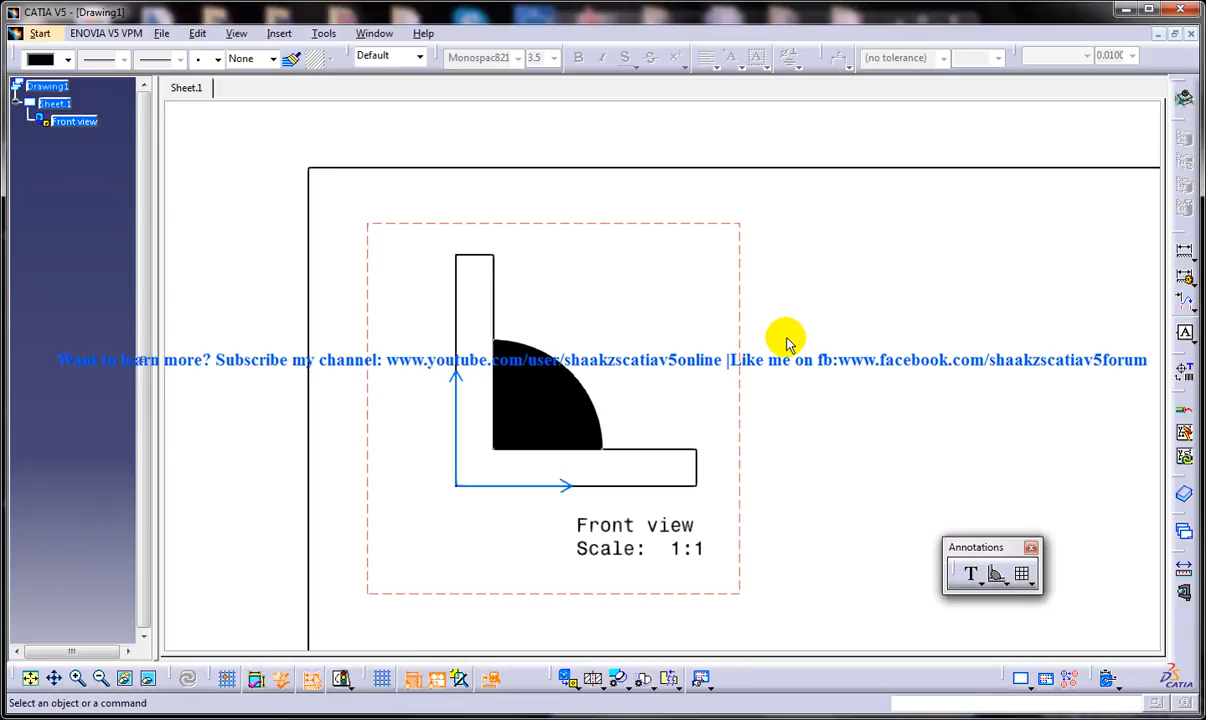 CATIA V5 - [Drawing1]
Start ENOVIA V5 VPM File Edit View Insert Tools Window Help
None Default Monospac821 3.5 B I S S (no tolerance) 0.0100
Drawing1
Sheet.1
Front view
Sheet.1
Want to learn more? Subscribe my channel: www.youtube.com/user/shaakzscatiav5online |Like me on fb:www.facebook.com/shaakzscatiav5forum
Front view
Scale: 1:1
Annotations
T
Select an object or a command
CATIA